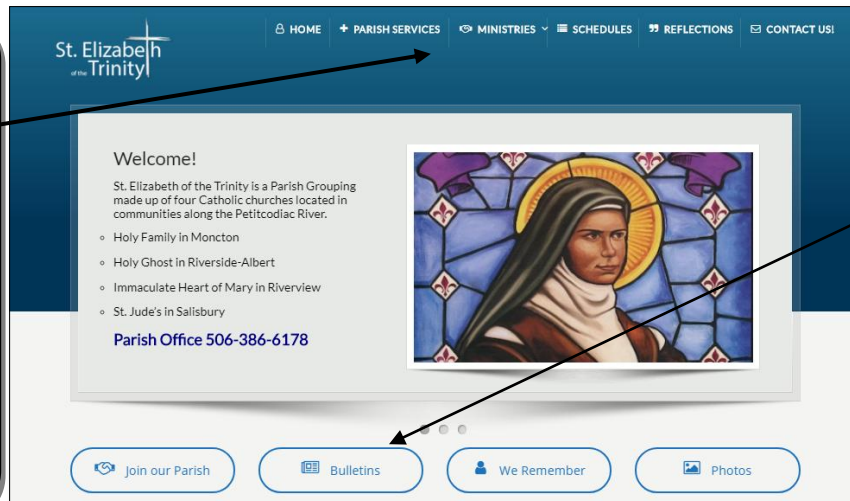 HOME PARISH SERVICES MINISTRIES SCHEDULES REFLECTIONS CONTACT US!
St. Elizabeth
of the Trinity
Welcome!
St. Elizabeth of the Trinity is a Parish Grouping
made up of four Catholic churches located in
communities along the Petitcodiac River.
Holy Family in Moncton
Holy Ghost in Riverside-Albert
Immaculate Heart of Mary in Riverview
St. Jude's in Salisbury
Parish Office 506-386-6178
Join our Parish Bulletins We Remember Photos